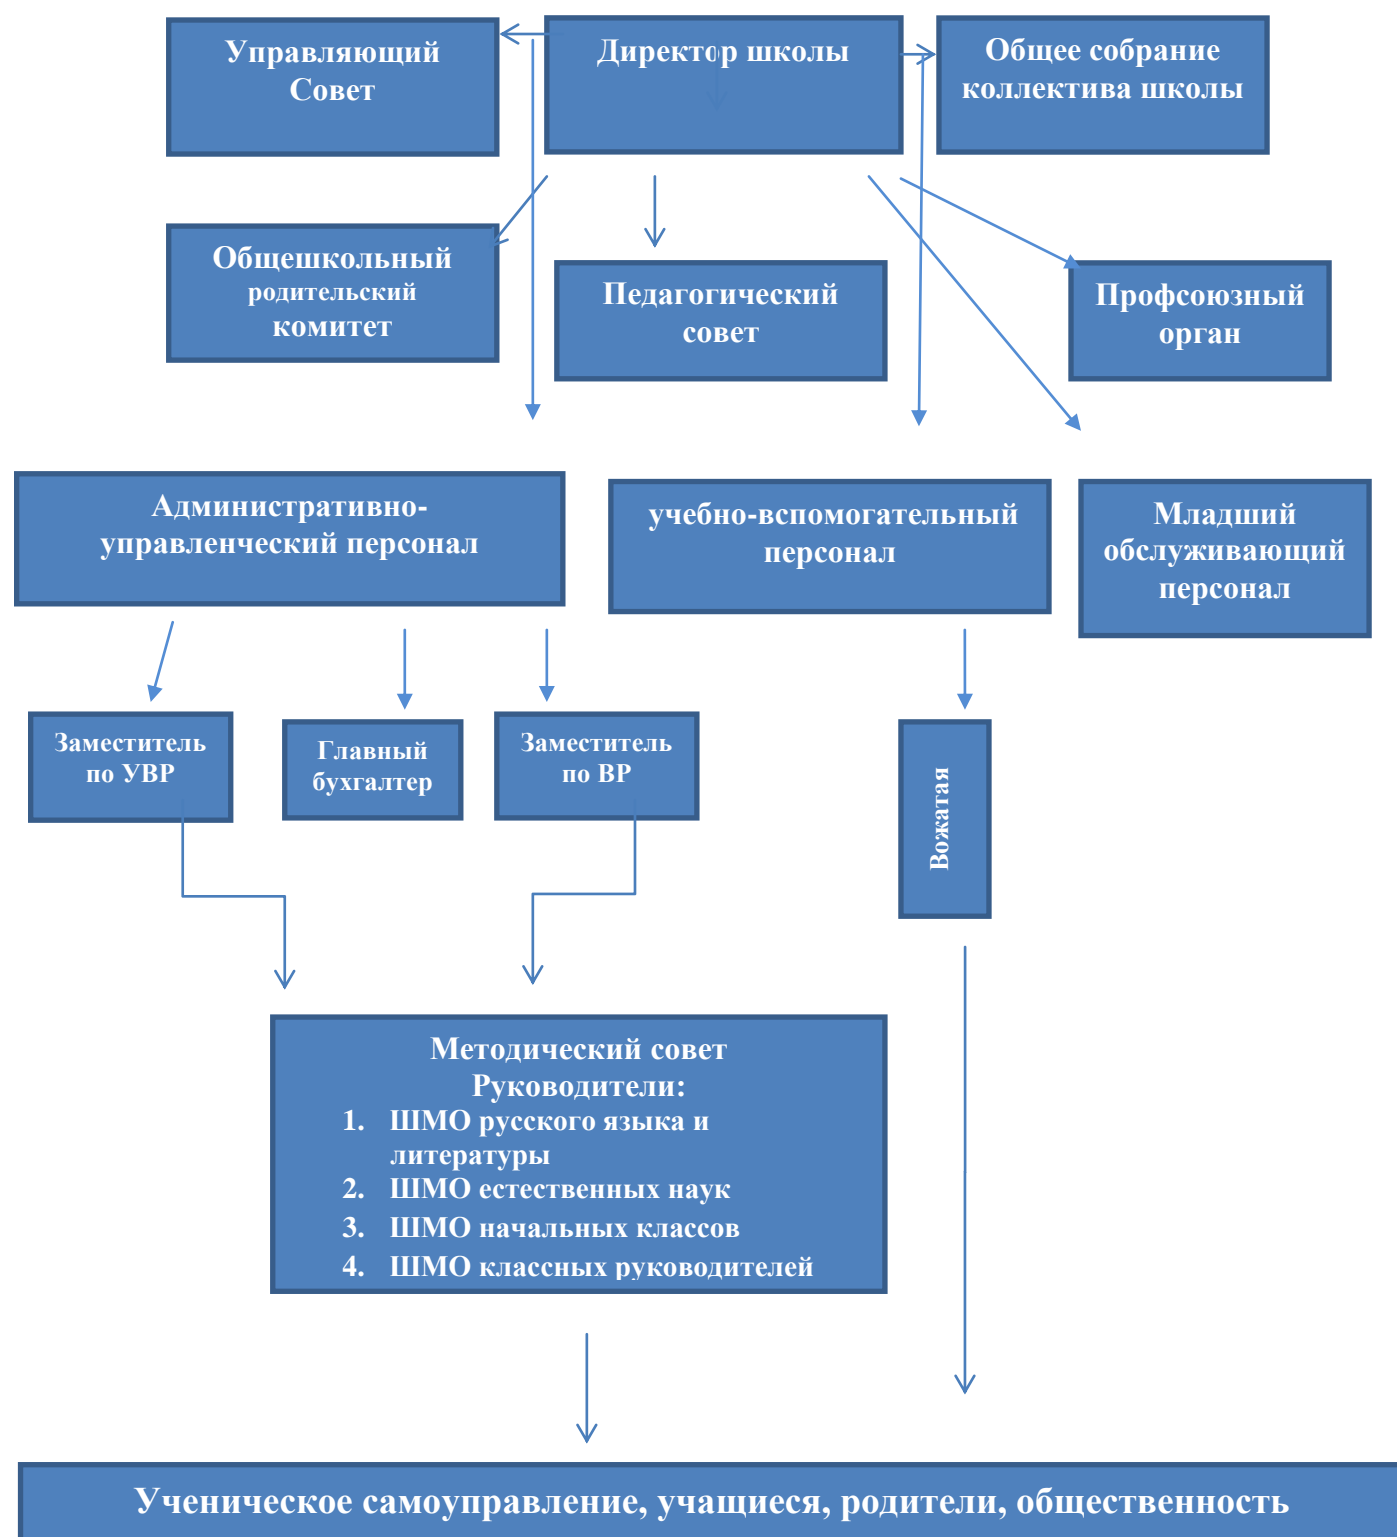 Управляющий
Совет
Директор школы
Общее собрание
коллектива школы
Общешкольный
родительский
комитет
Педагогический
совет
Профсоюзный
орган
Административно-
управленческий персонал
учебно-вспомогательный
персонал
Младший
обслуживающий
персонал
Заместитель
по УВР
Главный
бухгалтер
Заместитель
по ВР
Вожатая
Методический совет
Руководители:
1. ШМО русского языка и
литературы
2. ШМО естественных наук
3. ШМО начальных классов
4. ШМО классных руководителей
Ученическое самоуправление, учащиеся, родители, общественность